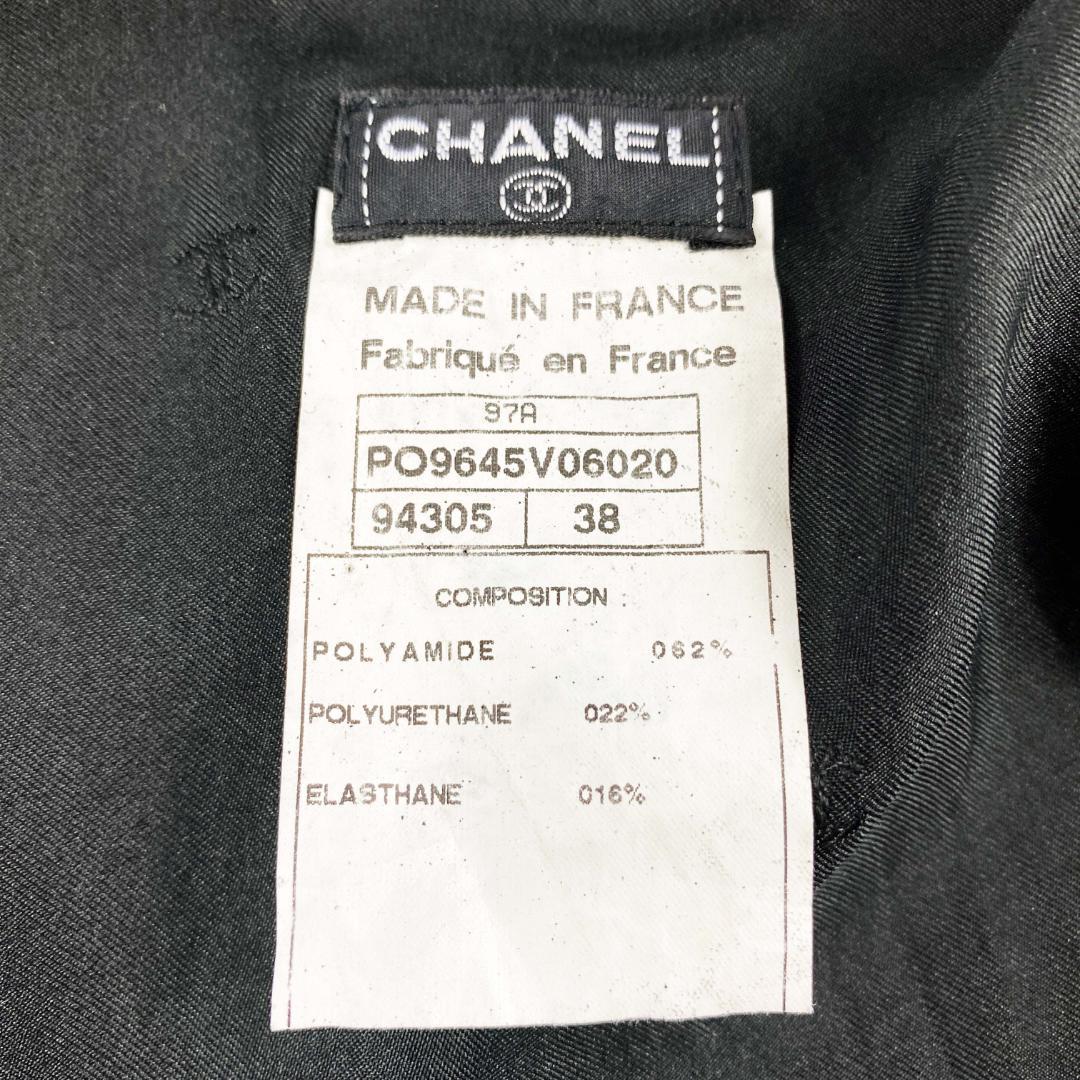 CHANEL
MADE IN FRANCE
Fabriqué en France
97A
PO9645V06020
94305 38
COMPOSITION :
POLYAMIDE 062%
POLYURETHANE 022%
ELASTHANE 016%